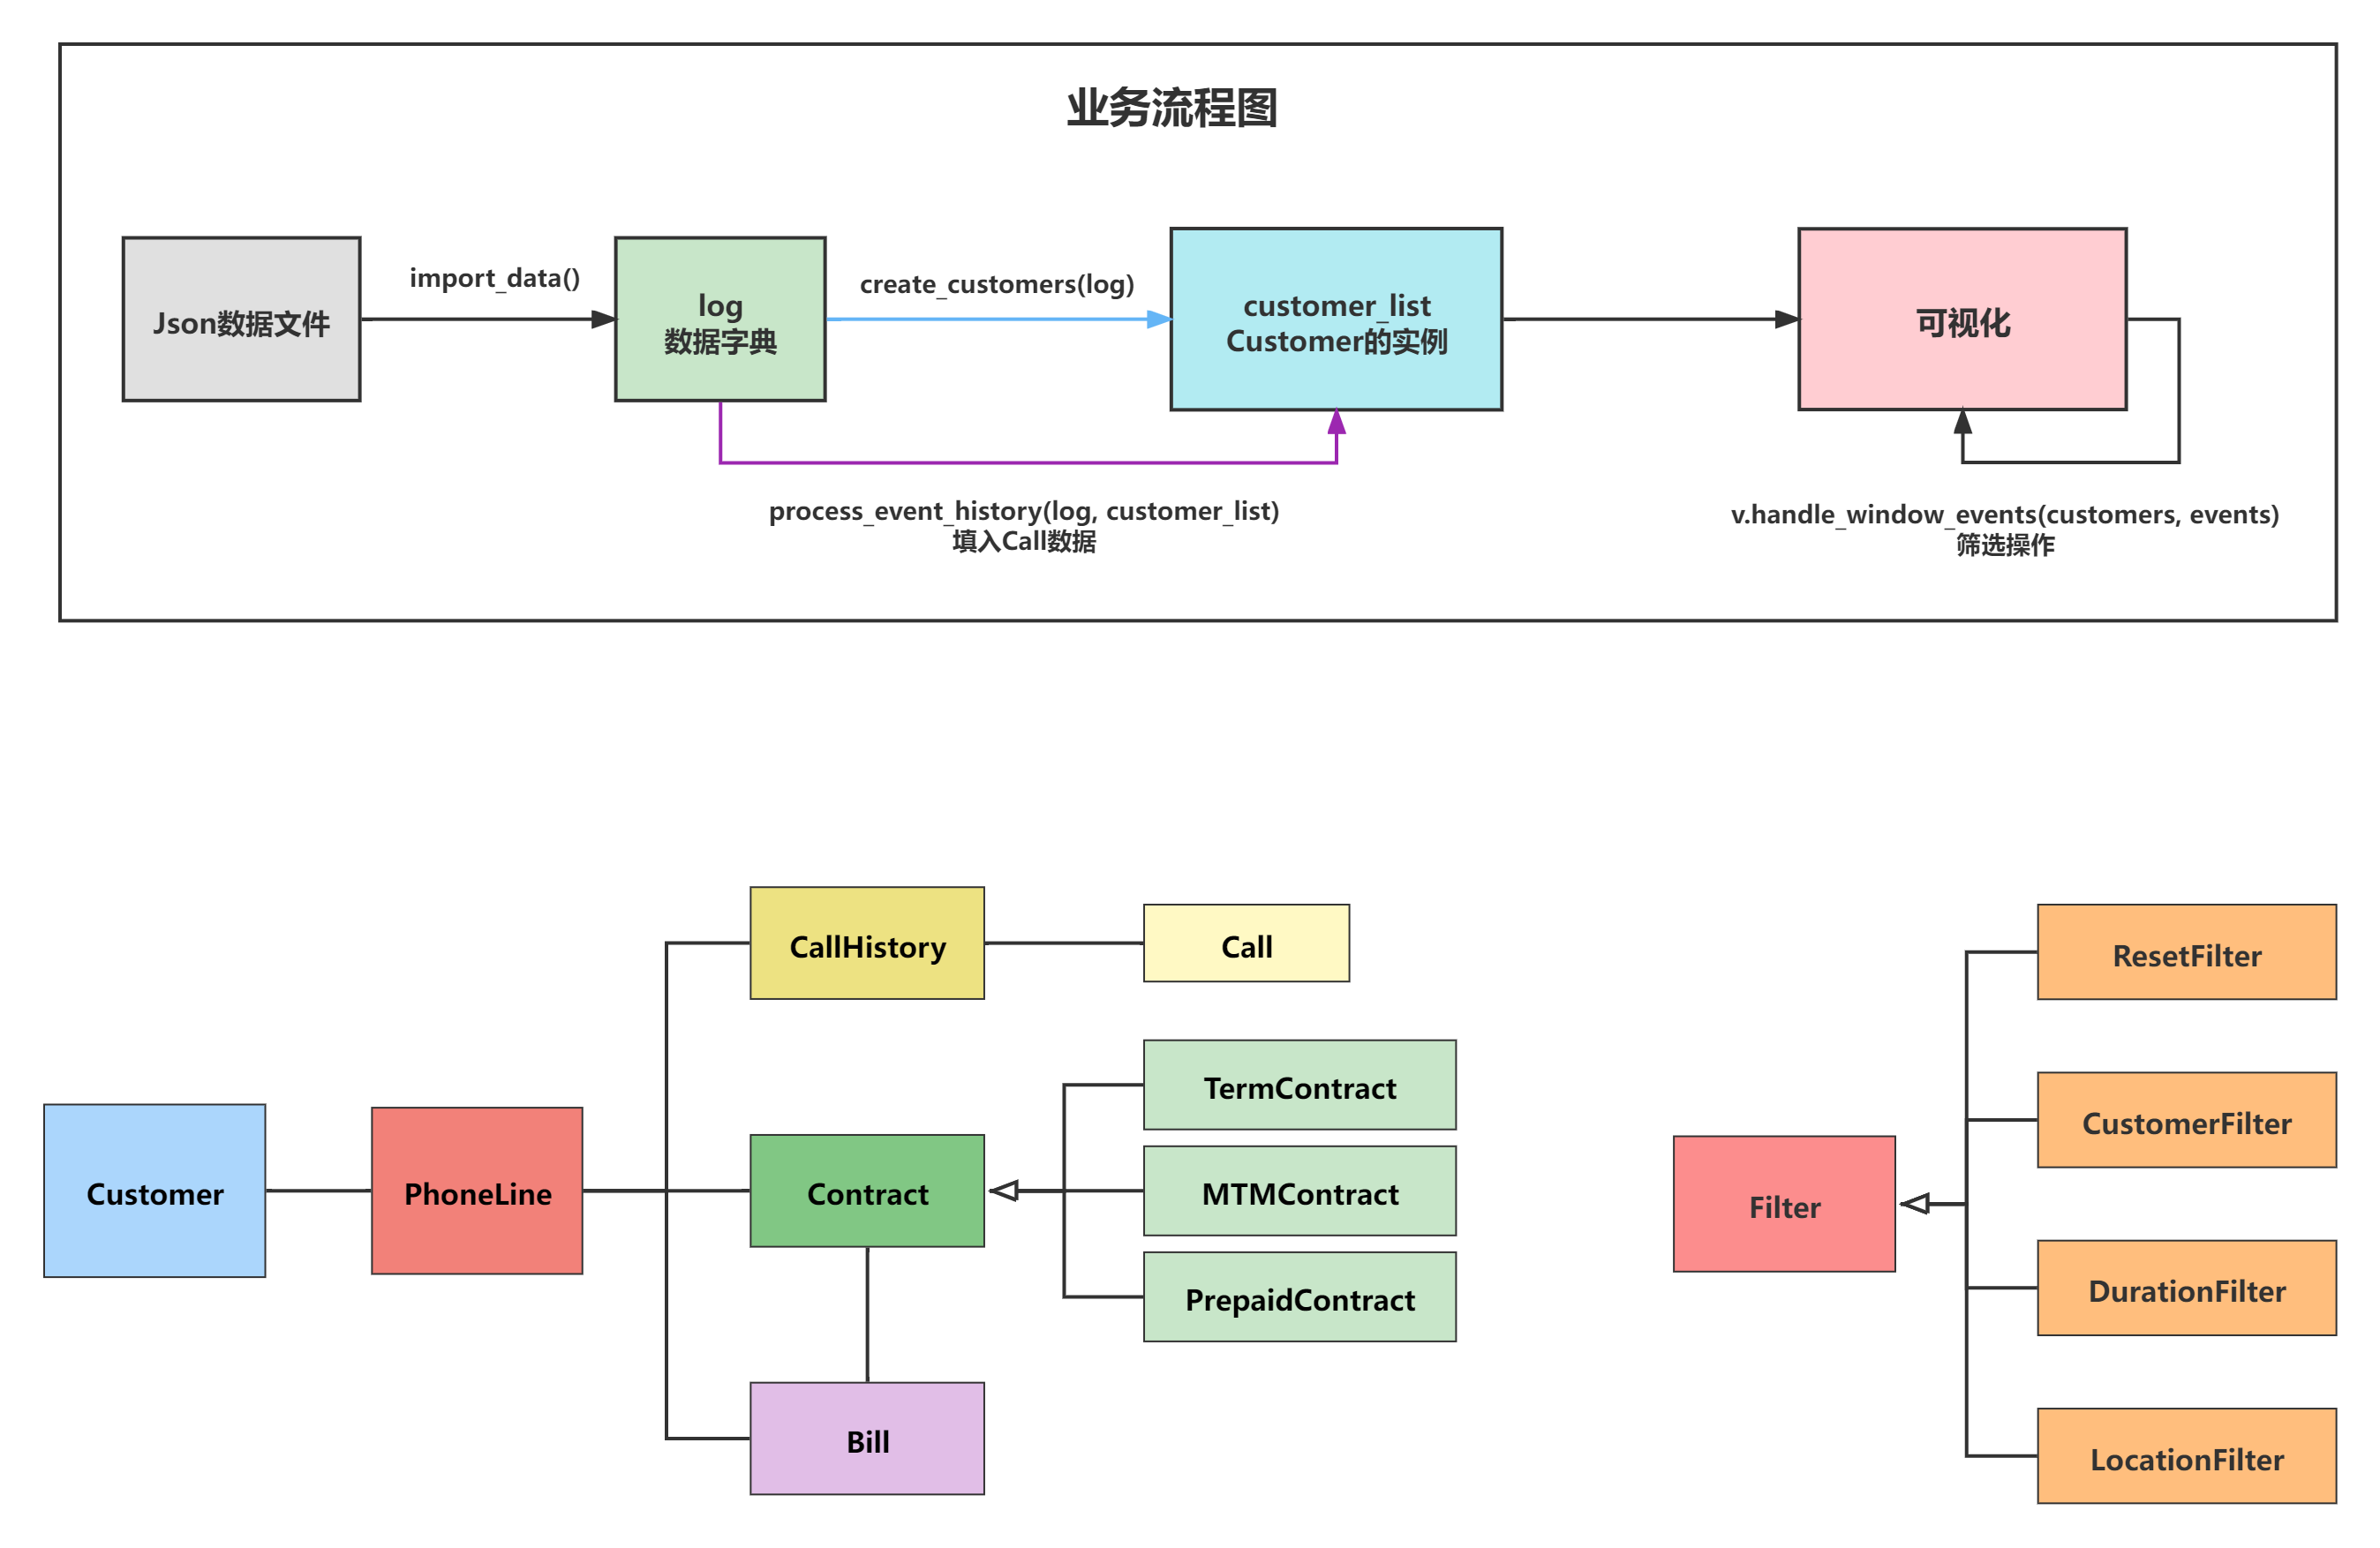 业务流程图
Json数据文件
import_data()
log
数据字典
create_customers(log)
customer_list
Customer的实例
可视化
process_event_history(log, customer_list)
填入Call数据
v.handle_window_events(customers, events)
筛选操作
CallHistory
Call
TermContract
Customer
PhoneLine
Contract
MTMContract
PrepaidContract
Bill
ResetFilter
CustomerFilter
Filter
DurationFilter
LocationFilter